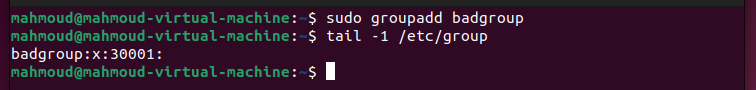 mahmoud@mahmoud-virtual-machine:~$ sudo groupadd badgroup
mahmoud@mahmoud-virtual-machine:~$ tail -1 /etc/group
badgroup:x:30001:
mahmoud@mahmoud-virtual-machine:~$